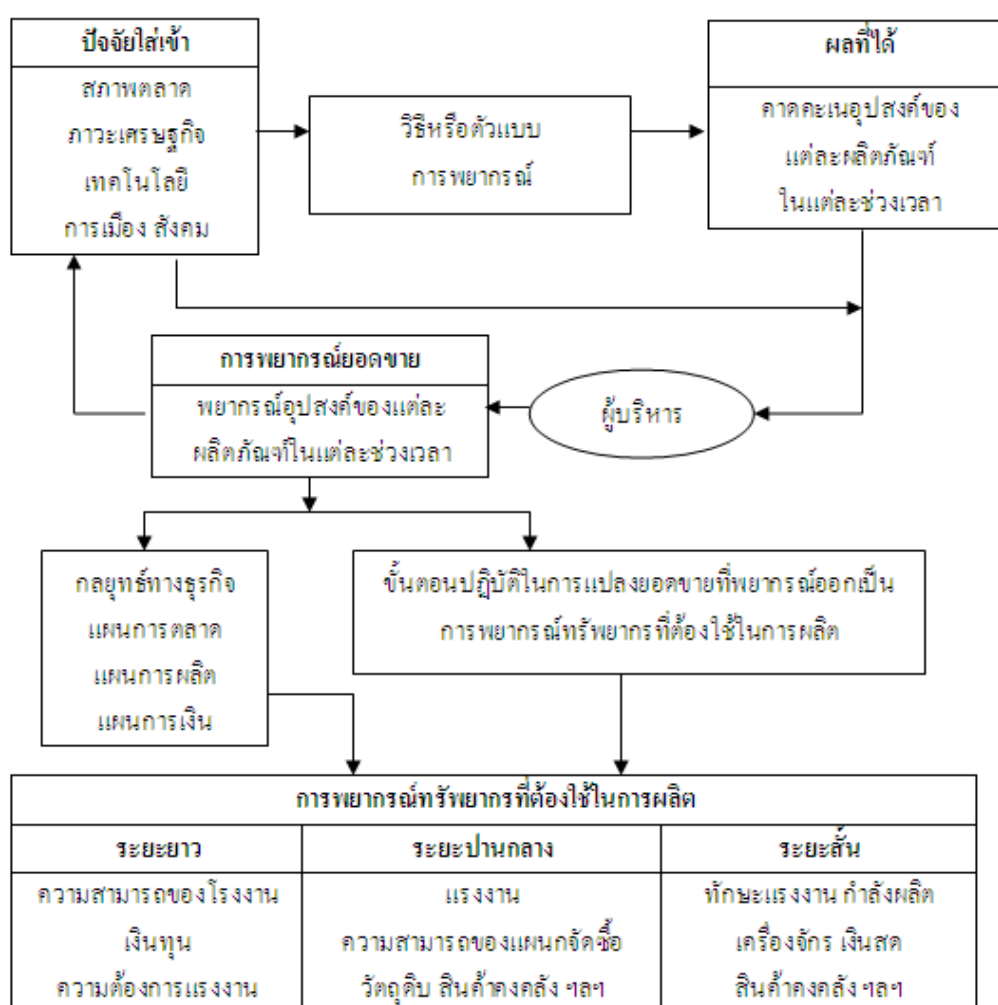 ปัจจัยใส่เข้า
สภาพตลาด
ภาวะเศรษฐกิจ
เทคโนโลยี
การเมือง สังคม
วิธีหรือตัวแบบ
การพยากรณ์
ผลที่ได้
คาดคะเนอุปสงค์ของ
แต่ละผลิตภัณฑ์
ในแต่ละช่วงเวลา
การพยากรณ์ยอดขาย
พยากรณ์อุปสงค์ของแต่ละ
ผลิตภัณฑ์ในแต่ละช่วงเวลา
ผู้บริหาร
กลยุทธ์ทางธุรกิจ
แผนการตลาด
แผนการผลิต
แผนการเงิน
ขั้นตอนปฏิบัติในการแปลงยอดขายที่พยากรณ์ออกเป็น
การพยากรณ์ทรัพยากรที่ต้องใช้ในการผลิต
การพยากรณ์ทรัพยากรที่ต้องใช้ในการผลิต
ระยะยาว
ความสามารถของโรงงาน
เงินทุน
ความต้องการแรงงาน
ระยะปานกลาง
แรงงาน
ความสามารถของแผนกจัดซื้อ
วัตถุดิบ สินค้าคงคลัง ฯลฯ
ระยะสั้น
ทักษะแรงงาน กำลังผลิต
เครื่องจักร เงินสด
สินค้าคงคลัง ฯลฯ